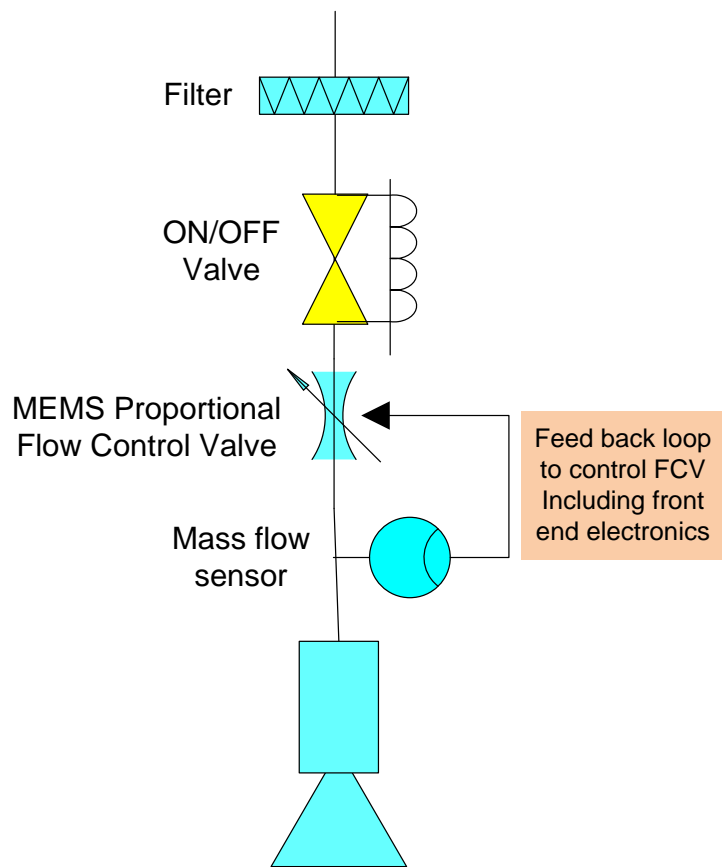 Filter
ON/OFF
Valve
MEMS Proportional
Flow Control Valve
Feed back loop
to control FCV
Including front
end electronics
Mass flow
sensor